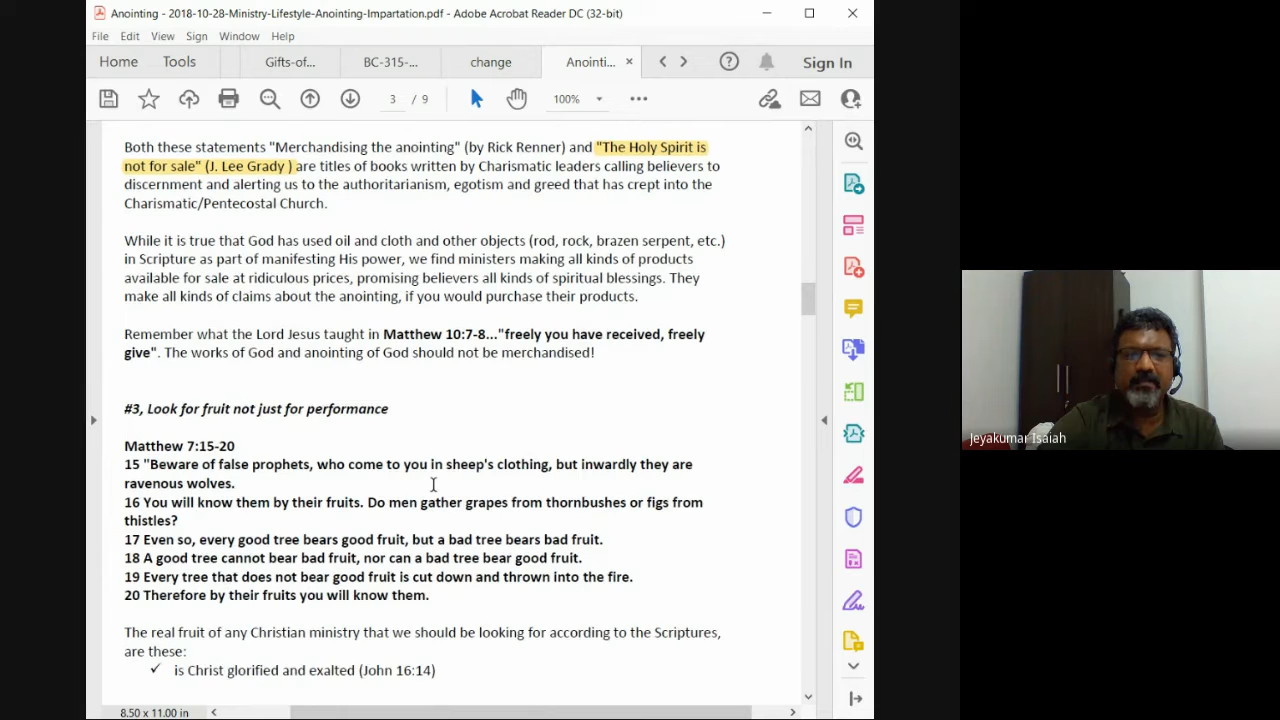 Anointing - 2018-10-28-Ministry-Lifestyle-Anointing-Impartation.pdf - Adobe Acrobat Reader DC (32-bit)
File Edit View Sign Window Help
Home Tools Gifts-of... BC-315-... change Anointi... × Sign In
3 / 9 100%
Both these statements "Merchandising the anointing" (by Rick Renner) and "The Holy Spirit is
not for sale" (J. Lee Grady ) are titles of books written by Charismatic leaders calling believers to
discernment and alerting us to the authoritarianism, egotism and greed that has crept into the
Charismatic/Pentecostal Church.
While it is true that God has used oil and cloth and other objects (rod, rock, brazen serpent, etc.)
in Scripture as part of manifesting His power, we find ministers making all kinds of products
available for sale at ridiculous prices, promising believers all kinds of spiritual blessings. They
make all kinds of claims about the anointing, if you would purchase their products.
Remember what the Lord Jesus taught in Matthew 10:7-8..."freely you have received, freely
give". The works of God and anointing of God should not be merchandised!
#3, Look for fruit not just for performance
Matthew 7:15-20
15 "Beware of false prophets, who come to you in sheep's clothing, but inwardly they are
ravenous wolves.
16 You will know them by their fruits. Do men gather grapes from thornbushes or figs from
thistles?
17 Even so, every good tree bears good fruit, but a bad tree bears bad fruit.
18 A good tree cannot bear bad fruit, nor can a bad tree bear good fruit.
19 Every tree that does not bear good fruit is cut down and thrown into the fire.
20 Therefore by their fruits you will know them.
The real fruit of any Christian ministry that we should be looking for according to the Scriptures,
are these:
✓ is Christ glorified and exalted (John 16:14)
8.50 x 11.00 in
Jeyakumar Isaiah